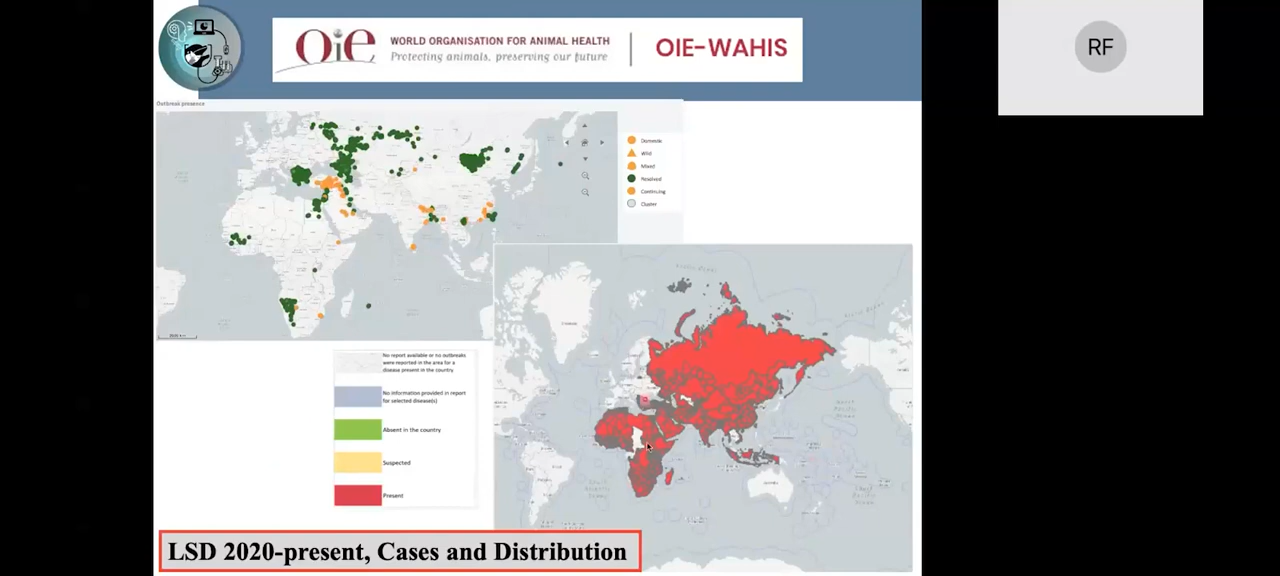 OIE
WORLD ORGANISATION FOR ANIMAL HEALTH
Protecting animals, preserving our future
OIE-WAHIS
RF
Outbreak presence
Domestic
Wild
Mixed
Resolved
Continuing
Cluster
No report available or no outbreaks
were reported in the area for a
disease present in the country
No information provided in report
for selected disease(s)
Absent in the country
Suspected
Present
LSD 2020-present, Cases and Distribution